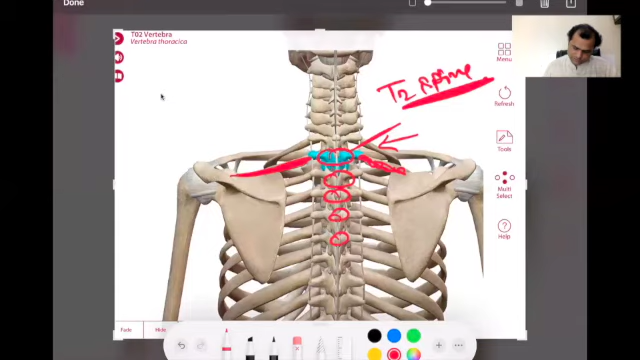 Done
T02 Vertebra
Vertebra thoracica
T2 spine
Menu
Refresh
Tools
Multi
Select
Help
Fade